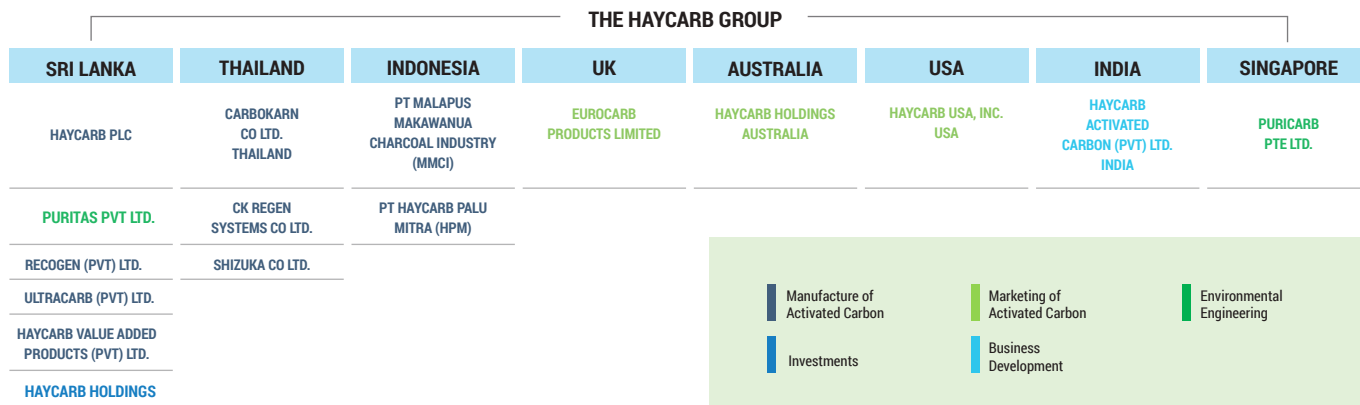 THE HAYCARB GROUP
SRI LANKA
HAYCARB PLC
PURITAS PVT LTD.
RECOGEN (PVT) LTD.
ULTRACARB (PVT) LTD.
HAYCARB VALUE ADDED
PRODUCTS (PVT) LTD.
HAYCARB HOLDINGS
THAILAND
CARBOKARN
CO LTD.
THAILAND
CK REGEN
SYSTEMS CO LTD.
SHIZUKA CO LTD.
INDONESIA
PT MALAPUS
MAKAWANUA
CHARCOAL INDUSTRY
(MMCI)
PT HAYCARB PALU
MITRA (HPM)
UK
EUROCARB
PRODUCTS LIMITED
AUSTRALIA
HAYCARB HOLDINGS
AUSTRALIA
USA
HAYCARB USA, INC.
USA
INDIA
HAYCARB
ACTIVATED
CARBON (PVT) LTD.
INDIA
SINGAPORE
PURICARB
PTE LTD.
Manufacture of
Activated Carbon
Marketing of
Activated Carbon
Environmental
Engineering
Investments
Business
Development